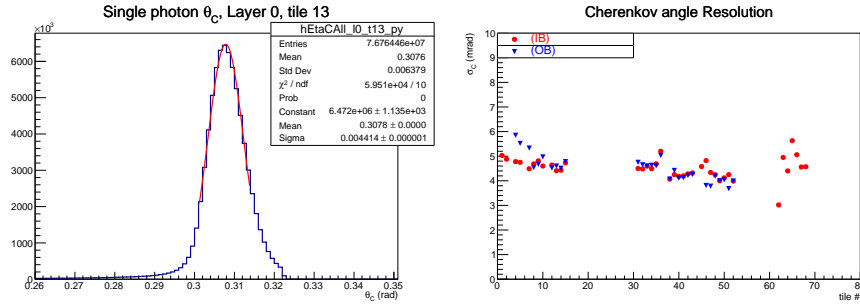 Single photon θC, Layer 0, tile 13
×10³
hEtaCAll_l0_t13_py
Entries 7.676446e+07
Mean 0.3076
Std Dev 0.006379
χ² / ndf 5.951e+04 / 10
Prob 0
Constant 6.472e+06 ± 1.135e+03
Mean 0.3078 ± 0.0000
Sigma 0.004414 ± 0.000001
6000
5000
4000
3000
2000
1000
0
0.26 0.27 0.28 0.29 0.3 0.31 0.32 0.33 0.34 0.35
θC (rad)
Cherenkov angle Resolution
σC (mrad)
(IB)
(OB)
10
9
8
7
6
5
4
3
2
1
0
0 10 20 30 40 50 60 70 80
tile #